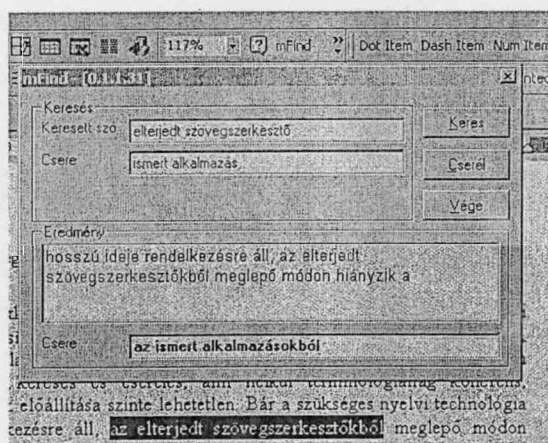 117% mFind Dot Item Dash Item Num Item
mFind - [0.1.1.31]
Keresés
Keresett szó elterjedt szövegszerkesztő Keres
Csere ismert alkalmazás Cserél
Vége
Eredmény
hosszú ideje rendelkezésre áll, az elterjedt
szövegszerkesztőkből meglepő módon hiányzik a
Csere az ismert alkalmazásokból
keresés és cserélés, ami nélkül terminológiailag koherens,
előállítása szinte lehetetlen. Bár a szükséges nyelvi technológia
ezésre áll, az elterjedt szövegszerkesztőkből meglepő módon